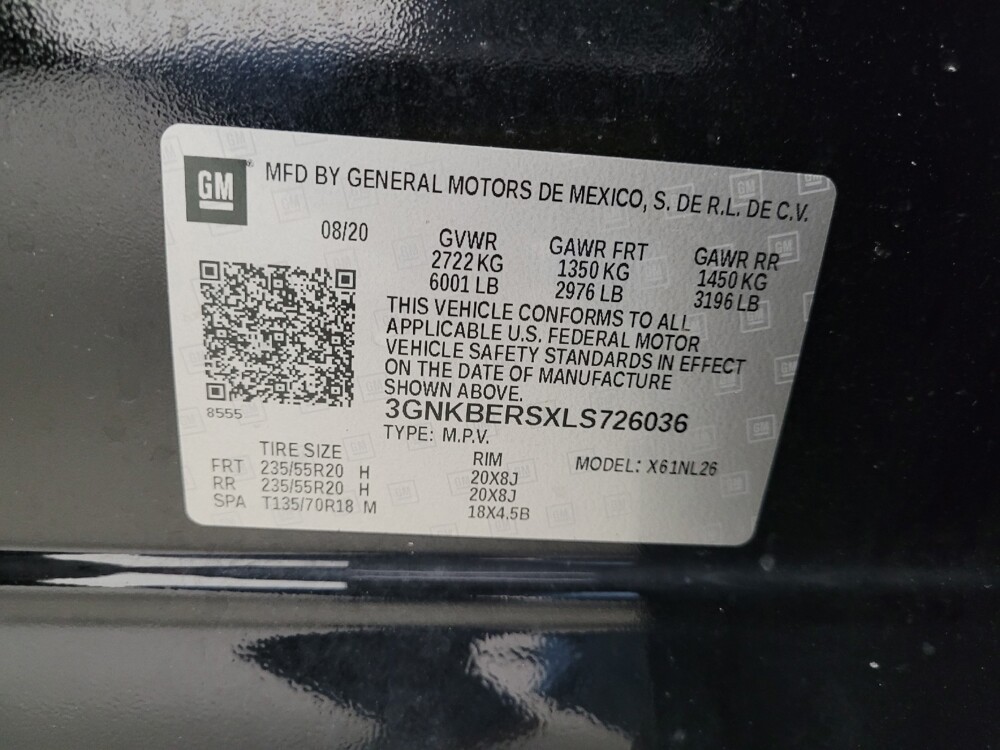 GM
MFD BY GENERAL MOTORS DE MEXICO, S. DE R.L. DE C.V.
08/20
GVWR
2722 KG
6001 LB
GAWR FRT
1350 KG
2976 LB
GAWR RR
1450 KG
3196 LB
THIS VEHICLE CONFORMS TO ALL
APPLICABLE U.S. FEDERAL MOTOR
VEHICLE SAFETY STANDARDS IN EFFECT
ON THE DATE OF MANUFACTURE
SHOWN ABOVE.
8555
3GNKBERSXLS726036
TYPE: M.P.V.
MODEL: X61NL26
TIRE SIZE RIM
FRT 235/55R20 H 20X8J
RR 235/55R20 H 20X8J
SPA T135/70R18 M 18X4.5B